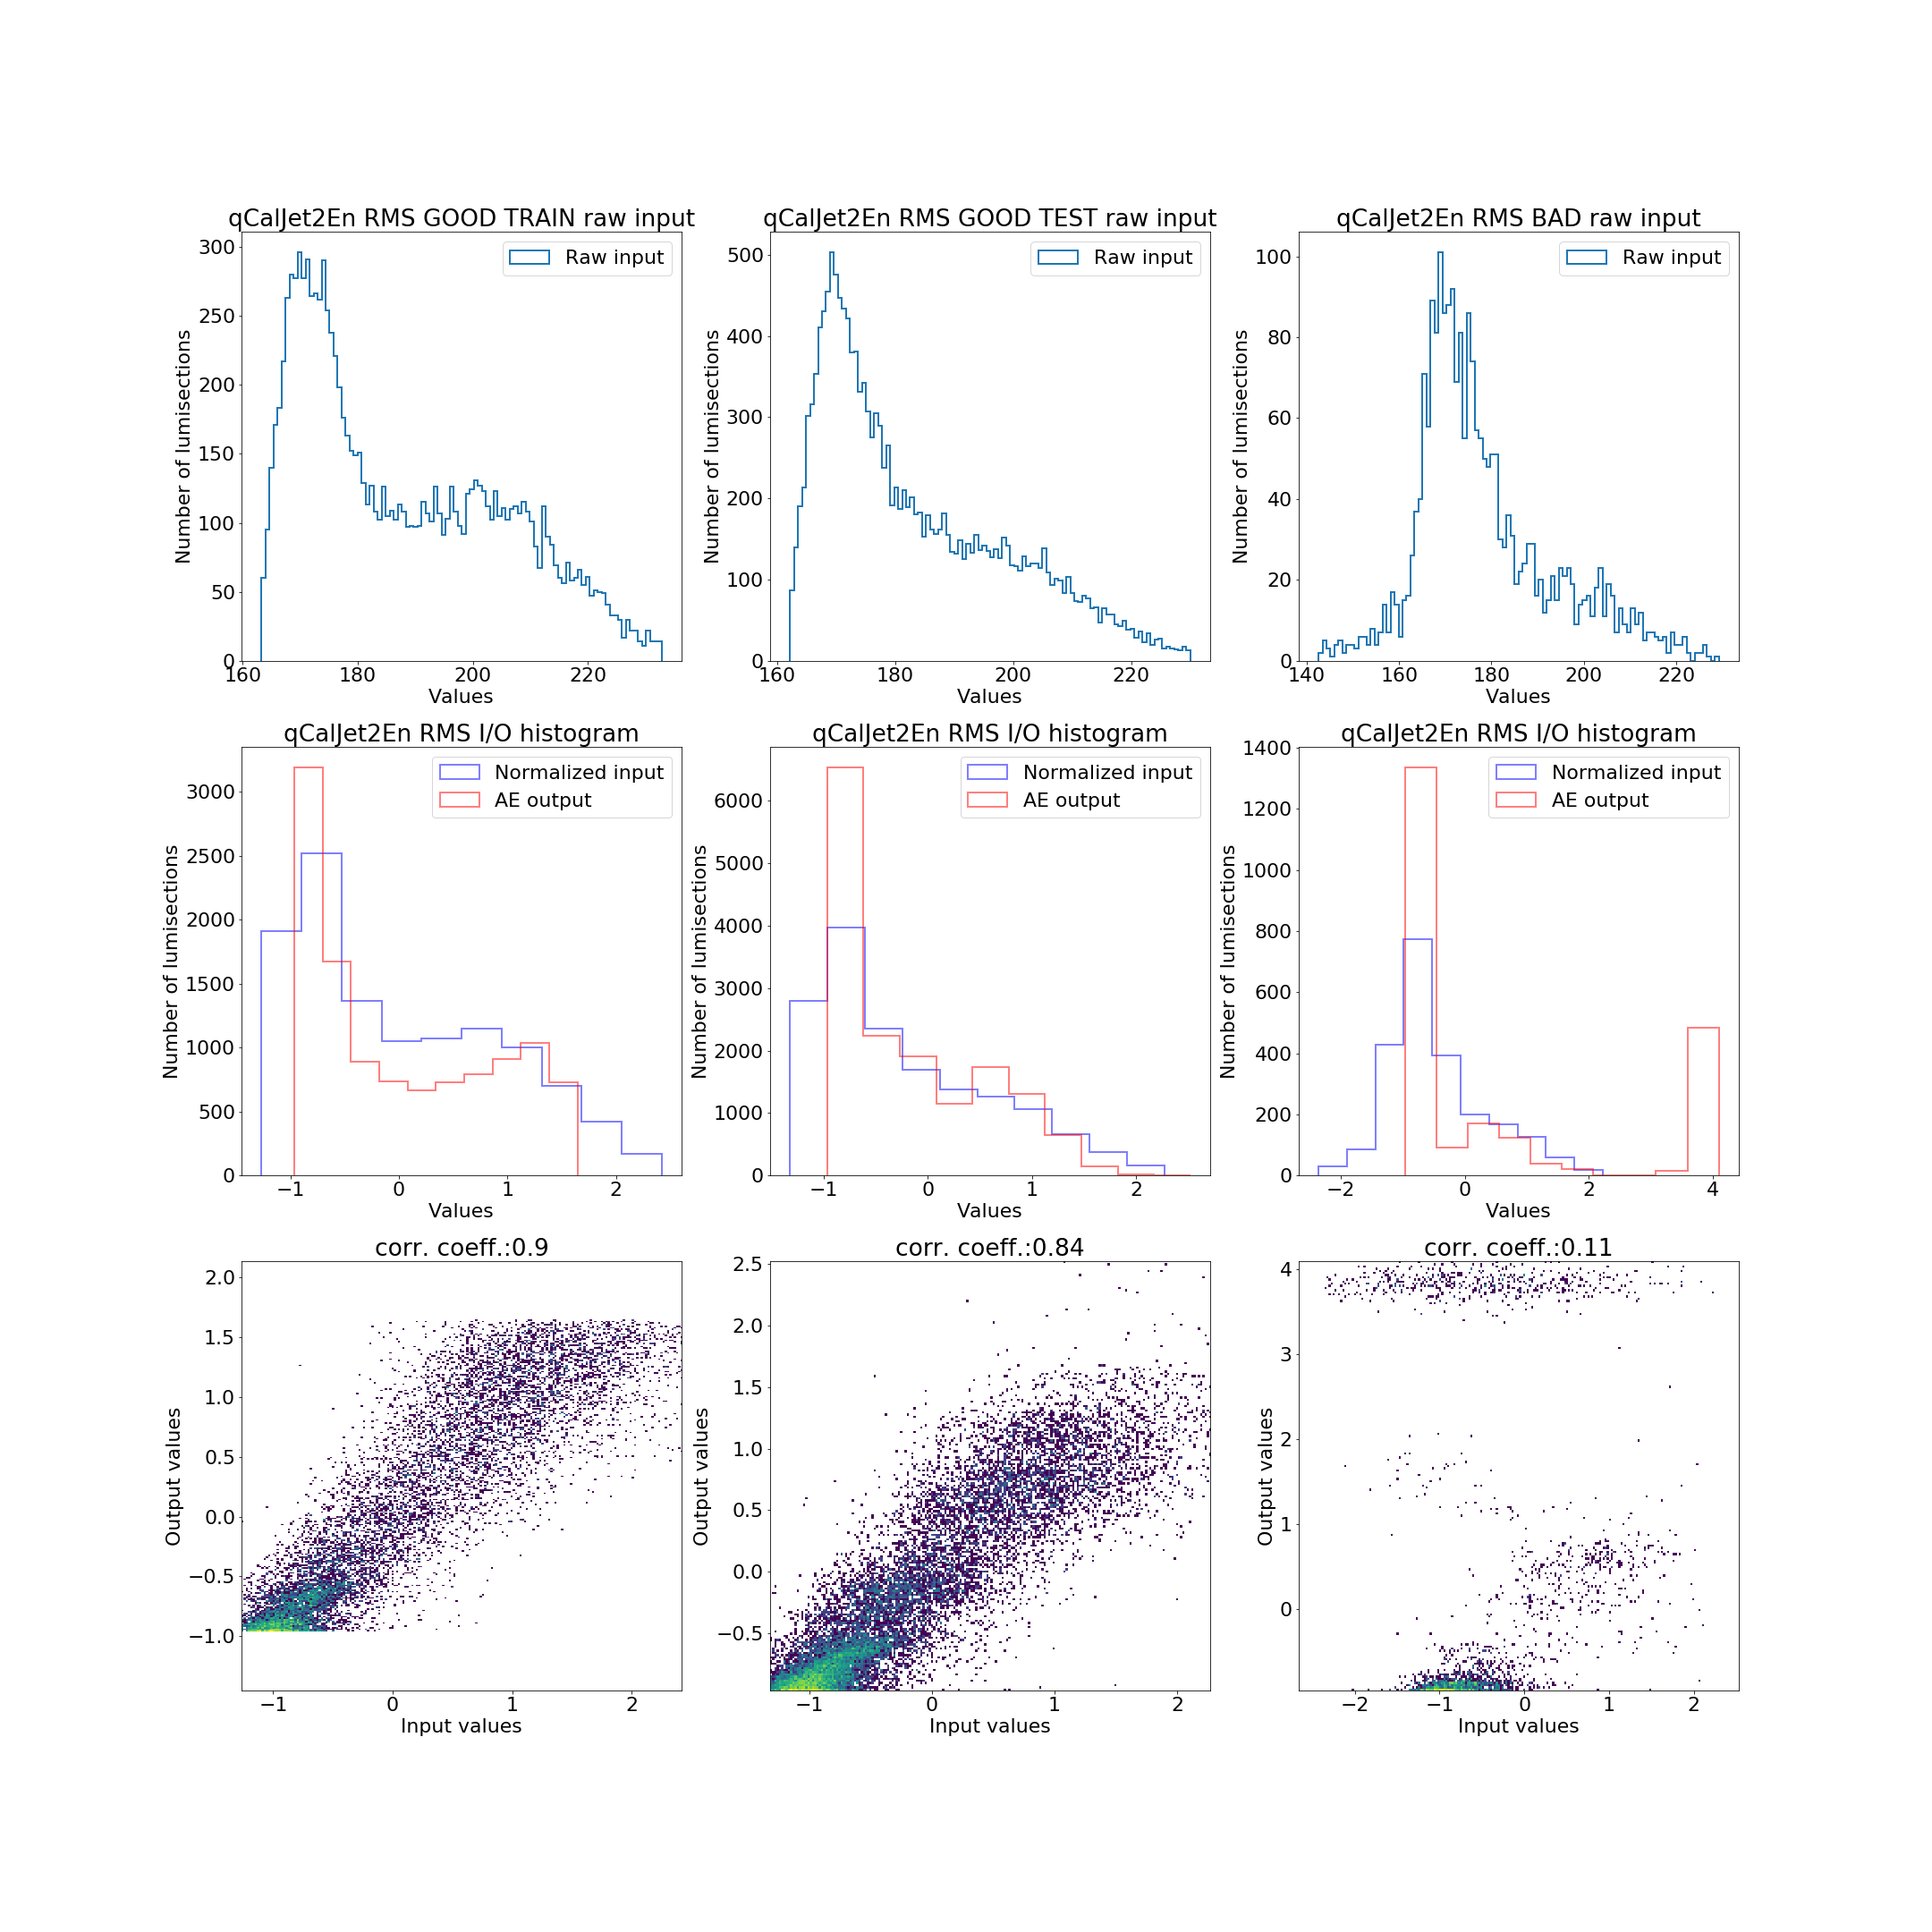 qCalJet2En RMS GOOD TRAIN raw input
Number of lumisections
300
250
200
150
100
50
0
Raw input
160 180 200 220
Values
qCalJet2En RMS GOOD TEST raw input
Number of lumisections
500
400
300
200
100
0
Raw input
160 180 200 220
Values
qCalJet2En RMS BAD raw input
Number of lumisections
100
80
60
40
20
0
Raw input
140 160 180 200 220
Values
qCalJet2En RMS I/O histogram
Number of lumisections
3000
2500
2000
1500
1000
500
0
Normalized input
AE output
−1 0 1 2
Values
qCalJet2En RMS I/O histogram
Number of lumisections
6000
5000
4000
3000
2000
1000
0
Normalized input
AE output
−1 0 1 2
Values
qCalJet2En RMS I/O histogram
Number of lumisections
1400
1200
1000
800
600
400
200
0
Normalized input
AE output
−2 0 2 4
Values
corr. coeff.:0.9
Output values
2.0
1.5
1.0
0.5
0.0
−0.5
−1.0
−1 0 1 2
Input values
corr. coeff.:0.84
Output values
2.5
2.0
1.5
1.0
0.5
0.0
−0.5
−1 0 1 2
Input values
corr. coeff.:0.11
Output values
4
3
2
1
0
−2 −1 0 1 2
Input values